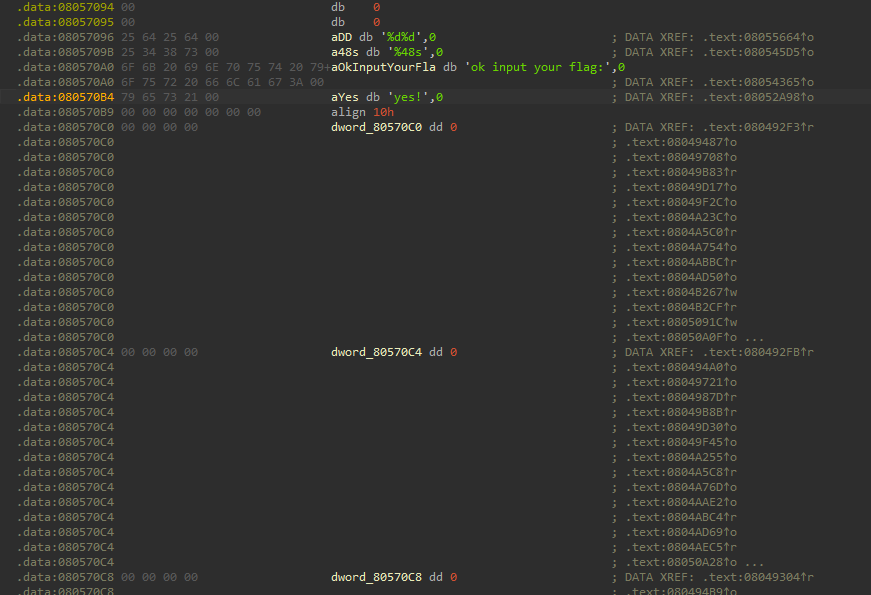 .data:08057094 00 db 0
.data:08057095 00 db 0
.data:08057096 25 64 25 64 00 aDD db '%d%d',0 ; DATA XREF: .text:08055664↑o
.data:0805709B 25 34 38 73 00 a48s db '%48s',0 ; DATA XREF: .text:080545D5↑o
.data:080570A0 6F 6B 20 69 6E 70 75 74 20 79+aOkInputYourFla db 'ok input your flag:',0
.data:080570A0 6F 75 72 20 66 6C 61 67 3A 00 ; DATA XREF: .text:08054365↑o
.data:080570B4 79 65 73 21 00 aYes db 'yes!',0 ; DATA XREF: .text:08052A98↑o
.data:080570B9 00 00 00 00 00 00 00 align 10h
.data:080570C0 00 00 00 00 dword_80570C0 dd 0 ; DATA XREF: .text:080492F3↑r
.data:080570C0 ; .text:08049487↑o
.data:080570C0 ; .text:08049708↑o
.data:080570C0 ; .text:08049B83↑r
.data:080570C0 ; .text:08049D17↑o
.data:080570C0 ; .text:08049F2C↑o
.data:080570C0 ; .text:0804A23C↑o
.data:080570C0 ; .text:0804A5C0↑r
.data:080570C0 ; .text:0804A754↑o
.data:080570C0 ; .text:0804ABBC↑r
.data:080570C0 ; .text:0804AD50↑o
.data:080570C0 ; .text:0804B267↑w
.data:080570C0 ; .text:0804B2CF↑r
.data:080570C0 ; .text:0805091C↑w
.data:080570C0 ; .text:08050A0F↑o ...
.data:080570C4 00 00 00 00 dword_80570C4 dd 0 ; DATA XREF: .text:080492FB↑r
.data:080570C4 ; .text:080494A0↑o
.data:080570C4 ; .text:08049721↑o
.data:080570C4 ; .text:0804987D↑r
.data:080570C4 ; .text:08049B8B↑r
.data:080570C4 ; .text:08049D30↑o
.data:080570C4 ; .text:08049F45↑o
.data:080570C4 ; .text:0804A255↑o
.data:080570C4 ; .text:0804A5C8↑r
.data:080570C4 ; .text:0804A76D↑o
.data:080570C4 ; .text:0804AAE2↑o
.data:080570C4 ; .text:0804ABC4↑r
.data:080570C4 ; .text:0804AD69↑o
.data:080570C4 ; .text:0804AEC5↑r
.data:080570C4 ; .text:08050A28↑o ...
.data:080570C8 00 00 00 00 dword_80570C8 dd 0 ; DATA XREF: .text:08049304↑r
.data:080570C8 ; .text:080494B9↑o